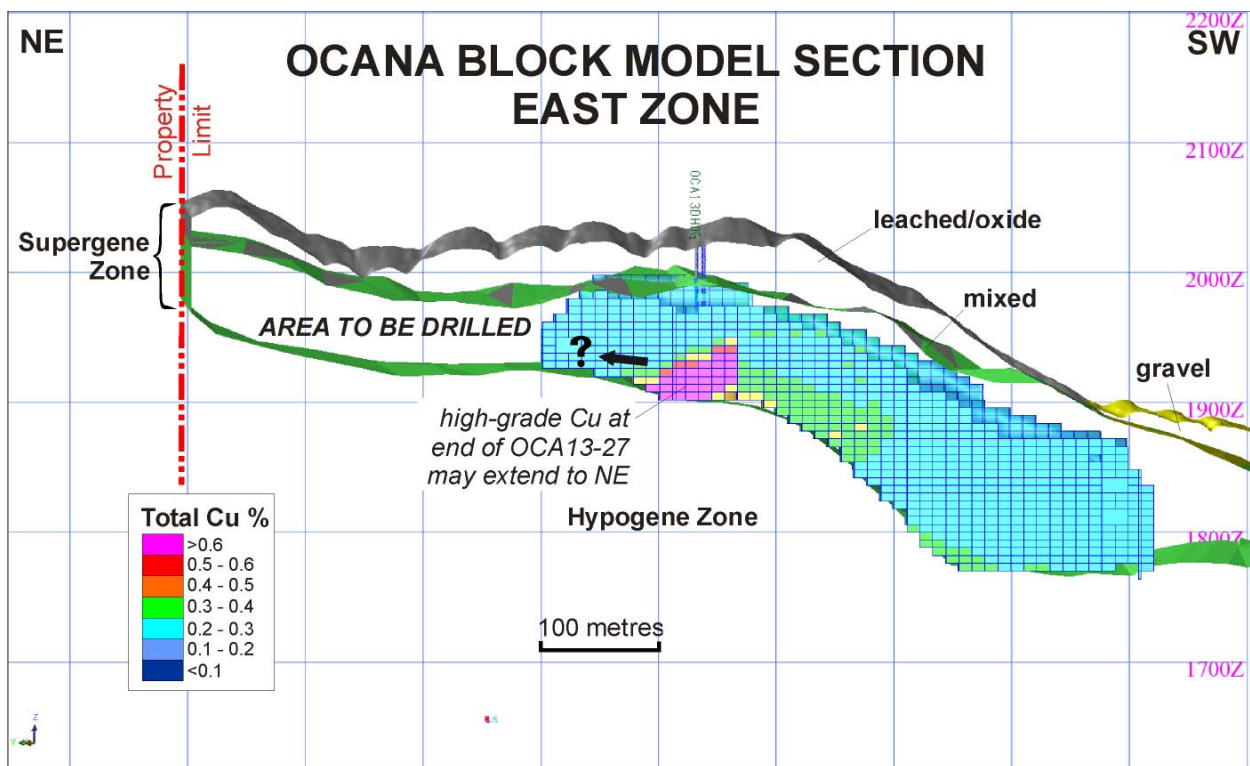 NE
OCANA BLOCK MODEL SECTION
EAST ZONE
SW
2200Z
Property
Limit
2100Z
leached/oxide
Supergene
Zone
2000Z
mixed
AREA TO BE DRILLED
?
gravel
1900Z
high-grade Cu at
end of OCA13-27
may extend to NE
Hypogene Zone
1800Z
Total Cu %
>0.6
0.5 - 0.6
0.4 - 0.5
0.3 - 0.4
0.2 - 0.3
0.1 - 0.2
<0.1
100 metres
1700Z
Z
Y